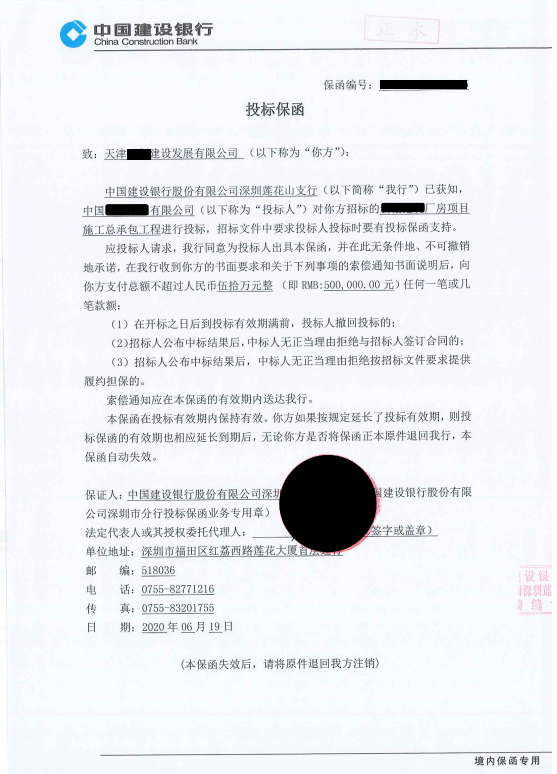 中国建设银行
China Construction Bank
正本
保函编号：
投标保函
致：天津 建设发展有限公司 （以下称为“你方”）：
中国建设银行股份有限公司深圳莲花山支行（以下简称“我行”）已获知，
中国 有限公司（以下称为“投标人”）对你方招标的 厂房项目
施工总承包工程进行投标，招标文件中要求投标人投标时要有投标保函支持。
应投标人请求，我行同意为投标人出具本保函，并在此无条件地、不可撤销
地承诺，在我行收到你方的书面要求和关于下列事项的索偿通知书面说明后，向
你方支付总额不超过人民币伍拾万元整 （即 RMB:500,000.00 元）任何一笔或几
笔款额：
（1）在开标之日后到投标有效期满前，投标人撤回投标的；
（2)招标人公布中标结果后,中标人无正当理由拒绝与招标人签订合同的；
（3）招标人公布中标结果后，中标人无正当理由拒绝按招标文件要求提供
履约担保的。
索偿通知应在本保函的有效期内送达我行。
本保函在投标有效期内保持有效。你方如果按规定延长了投标有效期，则投
标保函的有效期也相应延长到期后，无论你方是否将保函正本原件退回我行，本
保函自动失效。
保证人：中国建设银行股份有限公司深圳 国建设银行股份有限
公司深圳市分行投标保函业务专用章）
法定代表人或其授权委托代理人： 签字或盖章）
单位地址：深圳市福田区红荔西路莲花大厦首层
邮 编：518036
电 话：0755-82771216
传 真：0755-83201755
日 期：2020 年 06 月 19 日
(本保函失效后，请将原件退回我方注销)
境内保函专用